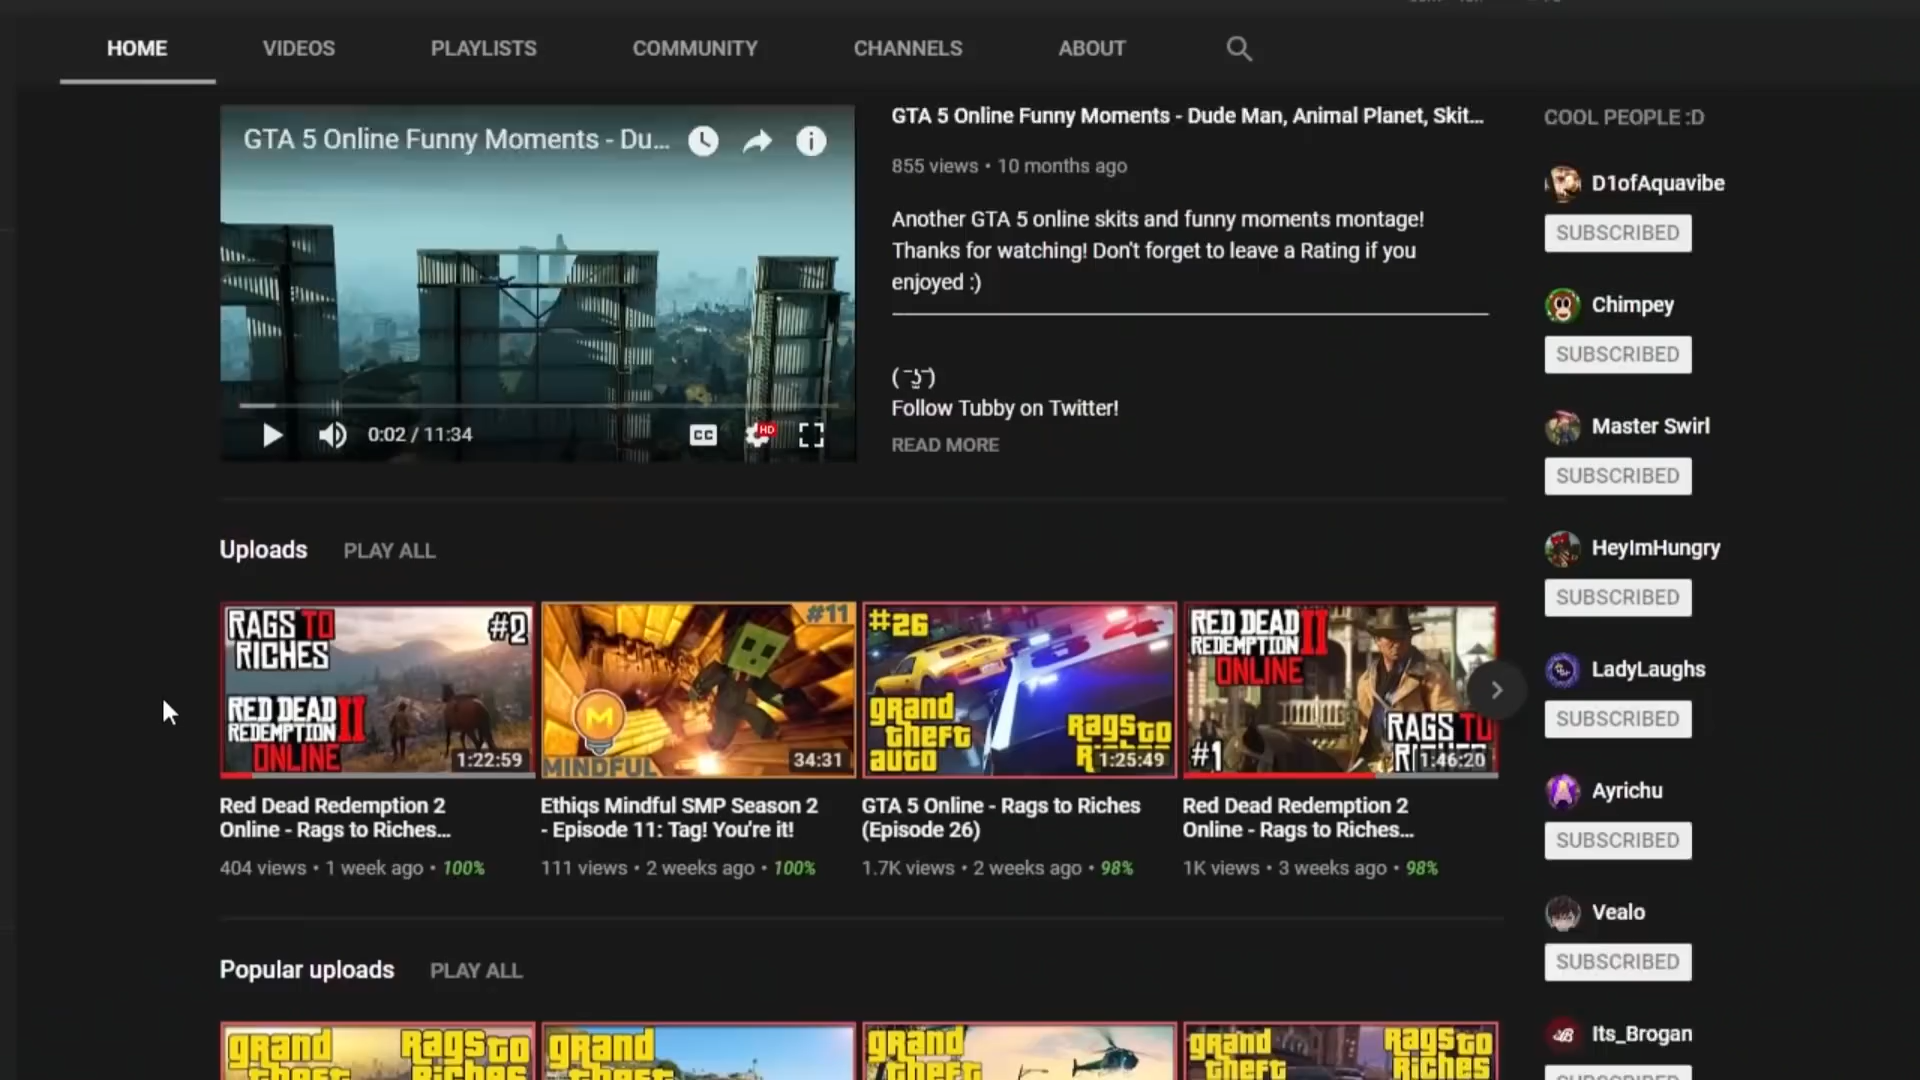 HOME
VIDEOS
PLAYLISTS
COMMUNITY
CHANNELS
ABOUT
GTA 5 Online Funny Moments - Du...
0:02 / 11:34
CC
HD
GTA 5 Online Funny Moments - Dude Man, Animal Planet, Skit...
855 views • 10 months ago
Another GTA 5 online skits and funny moments montage!
Thanks for watching! Don't forget to leave a Rating if you
enjoyed :)
Follow Tubby on Twitter!
READ MORE
COOL PEOPLE :D
D1ofAquavibe
SUBSCRIBED
Chimpey
SUBSCRIBED
Master Swirl
SUBSCRIBED
HeyImHungry
SUBSCRIBED
LadyLaughs
SUBSCRIBED
Ayrichu
SUBSCRIBED
Vealo
SUBSCRIBED
Its_Brogan
SUBSCRIBED
Uploads
PLAY ALL
RAGS TO
RICHES
#2
RED DEAD
REDEMPTION II
ONLINE
1:22:59
Red Dead Redemption 2
Online - Rags to Riches...
404 views • 1 week ago • 100%
#11
M
MINDFUL
34:31
Ethiqs Mindful SMP Season 2
- Episode 11: Tag! You're it!
111 views • 2 weeks ago • 100%
#26
grand
theft
auto
Rags to
1:25:49
GTA 5 Online - Rags to Riches
(Episode 26)
1.7K views • 2 weeks ago • 98%
RED DEAD
REDEMPTION II
ONLINE
#1
RAGS TO
1:46:20
Red Dead Redemption 2
Online - Rags to Riches...
1K views • 3 weeks ago • 98%
Popular uploads
PLAY ALL
grand
theft
Rags to
Riches
grand
theft
grand
theft
grand
theft
Rags to
Riches